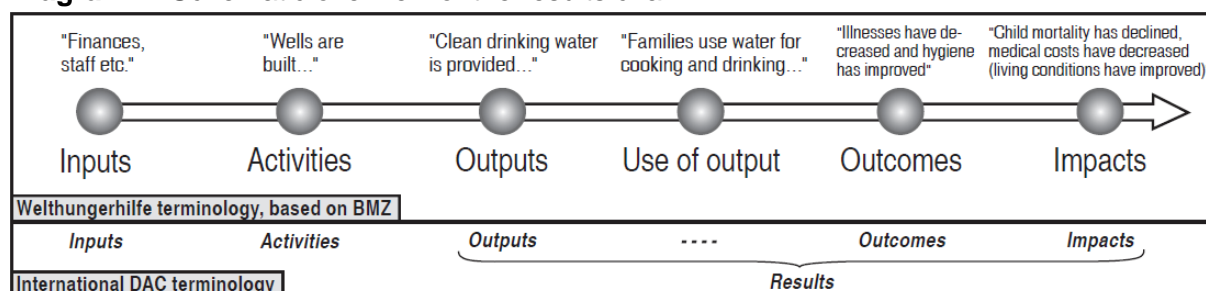 "Finances,
staff etc."
"Wells are
built..."
"Clean drinking water
is provided..."
"Families use water for
cooking and drinking..."
"Illnesses have de-
creased and hygiene
has improved"
"Child mortality has declined,
medical costs have decreased
(living conditions have improved)
Inputs
Activities
Outputs
Use of output
Outcomes
Impacts
Welthungerhilfe terminology, based on BMZ
Inputs
Activities
Outputs
----
Outcomes
Impacts
Results
International DAC terminology